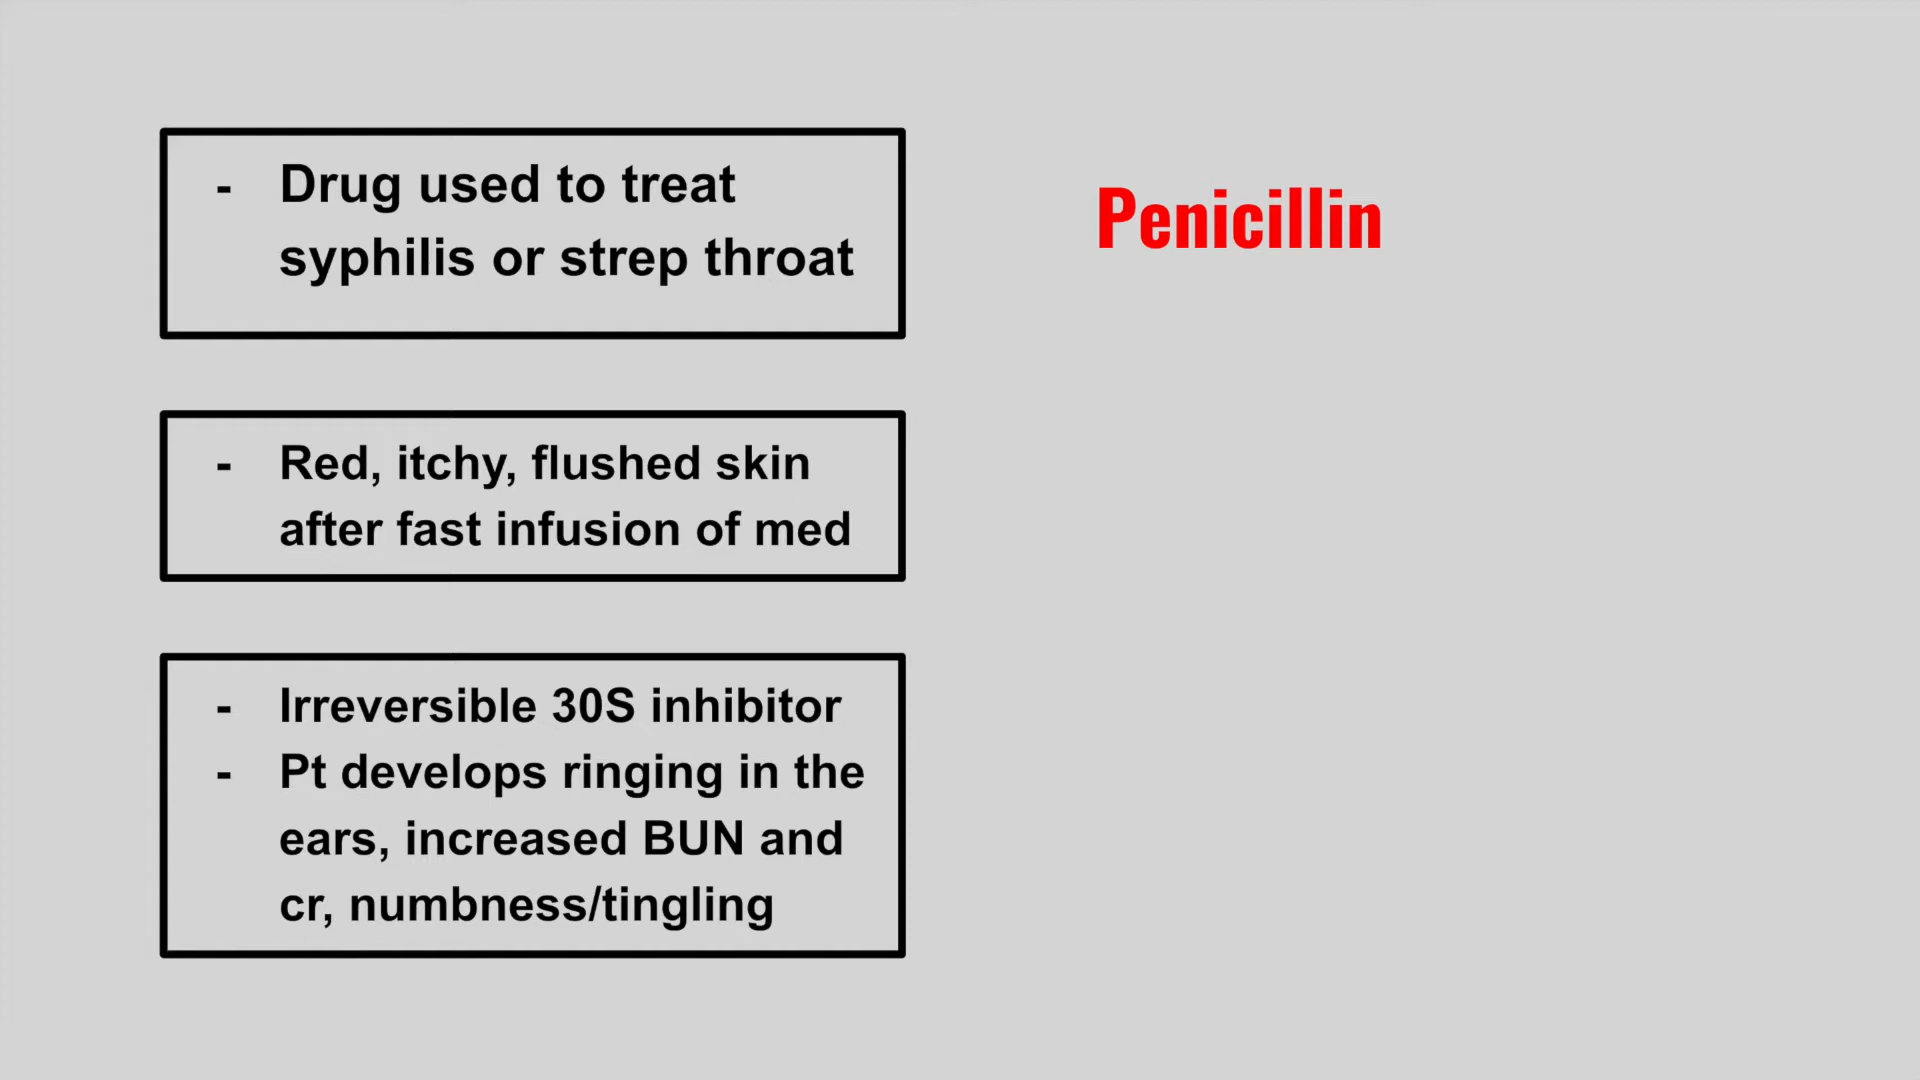 - Drug used to treat
syphilis or strep throat
Penicillin
- Red, itchy, flushed skin
after fast infusion of med
- Irreversible 30S inhibitor
- Pt develops ringing in the
ears, increased BUN and
cr, numbness/tingling